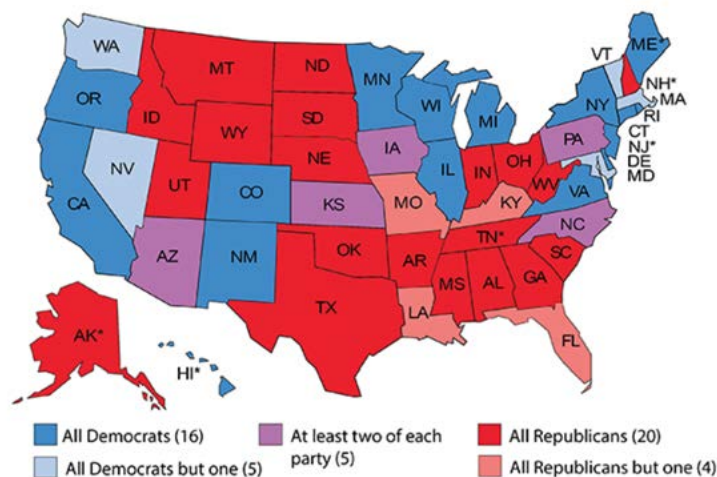 WA
MT
ND
MN
VT
ME*
NH*
MA
OR
ID
SD
WI
MI
NY
RI
CT
NJ*
DE
MD
WY
IA
PA
NE
NV
UT
CO
IL
IN
OH
WV
VA
CA
KS
MO
KY
NC
AZ
NM
OK
TN*
AR
SC
MS
AL
GA
TX
LA
FL
AK*
HI*
All Democrats (16)
All Democrats but one (5)
At least two of each
party (5)
All Republicans (20)
All Republicans but one (4)